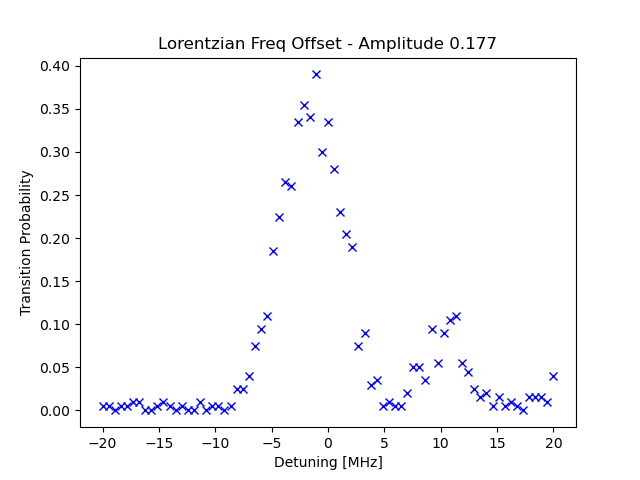 Lorentzian Freq Offset - Amplitude 0.177
0.40
0.35
0.30
0.25
0.20
0.15
0.10
0.05
0.00
Transition Probability
−20 −15 −10 −5 0 5 10 15 20
Detuning [MHz]